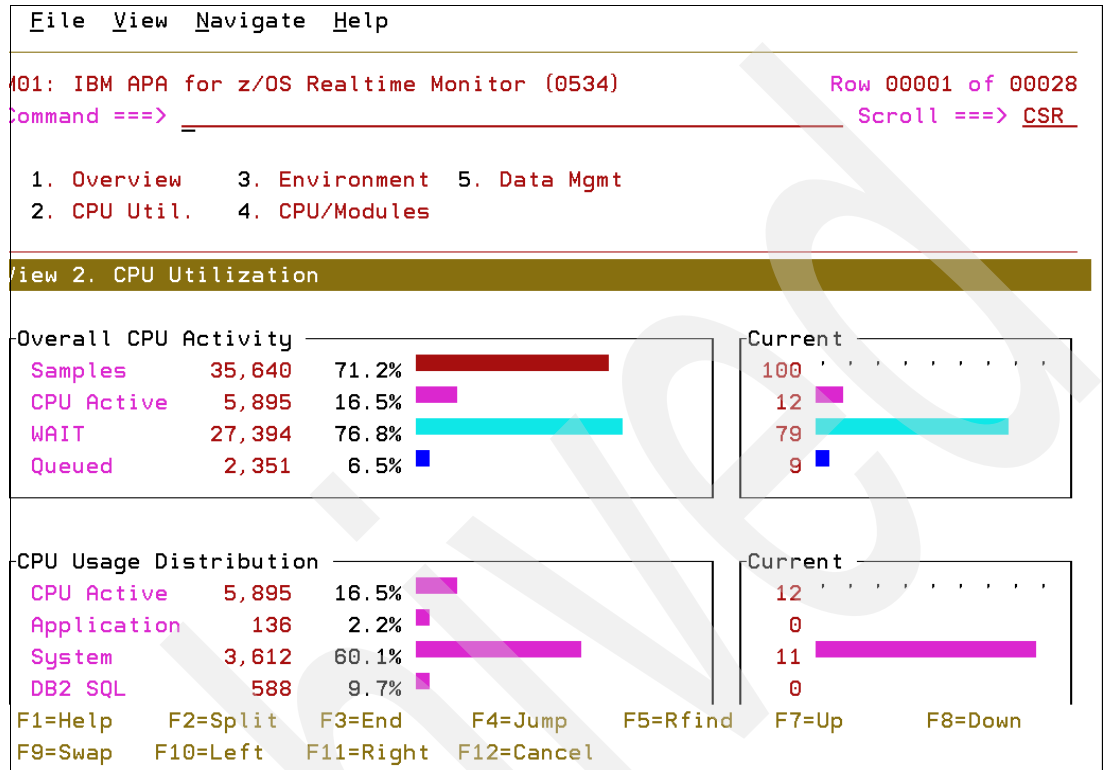 File View Navigate Help
M01: IBM APA for z/OS Realtime Monitor (0534) Row 00001 of 00028
Command ===> Scroll ===> CSR
1. Overview 3. Environment 5. Data Mgmt
2. CPU Util. 4. CPU/Modules
View 2. CPU Utilization
Overall CPU Activity Current
Samples 35,640 71.2% 100
CPU Active 5,895 16.5% 12
WAIT 27,394 76.8% 79
Queued 2,351 6.5% 9
CPU Usage Distribution Current
CPU Active 5,895 16.5% 12
Application 136 2.2% 0
System 3,612 60.1% 11
DB2 SQL 588 9.7% 0
F1=Help F2=Split F3=End F4=Jump F5=Rfind F7=Up F8=Down
F9=Swap F10=Left F11=Right F12=Cancel